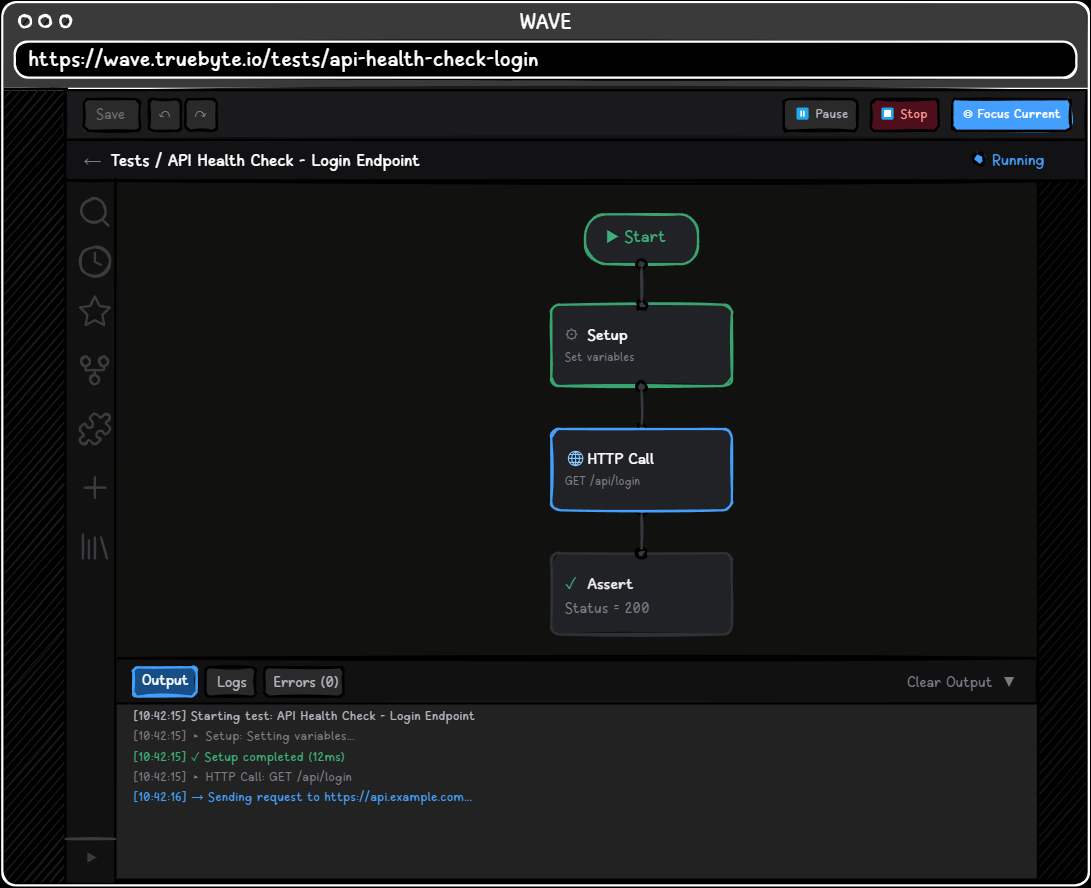 WAVE
https://wave.truebyte.io/tests/api-health-check-login
Save
Pause
Stop
Focus Current
← Tests / API Health Check - Login Endpoint
Running
▶ Start
Setup
Set variables
HTTP Call
GET /api/login
✓ Assert
Status = 200
Output
Logs
Errors (0)
Clear Output ▼
[10:42:15] Starting test: API Health Check - Login Endpoint
[10:42:15] ▸ Setup: Setting variables...
[10:42:15] ✓ Setup completed (12ms)
[10:42:15] ▸ HTTP Call: GET /api/login
[10:42:16] → Sending request to https://api.example.com...